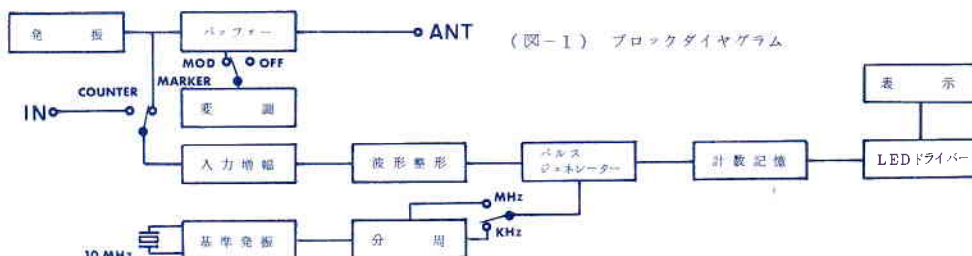 発振
バッファー
ANT
(図-1) ブロックダイヤグラム
MOD OFF
MARKER
COUNTER
IN
変調
表示
入力増幅
波形整形
パルス
ジェネレーター
計数記憶
LEDドライバー
MHz
KHz
10 MHz
基準発振
分周